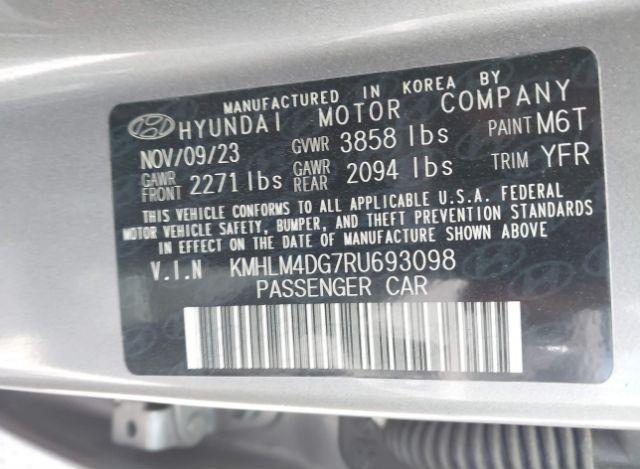 MANUFACTURED IN KOREA BY
HYUNDAI MOTOR COMPANY
NOV/09/23 GVWR 3858 lbs PAINT M6T
GAWR FRONT 2271 lbs GAWR REAR 2094 lbs TRIM YFR
THIS VEHICLE CONFORMS TO ALL APPLICABLE U.S.A. FEDERAL
MOTOR VEHICLE SAFETY, BUMPER, AND THEFT PREVENTION STANDARDS
IN EFFECT ON THE DATE OF MANUFACTURE SHOWN ABOVE
V.I.N KMHLM4DG7RU693098
PASSENGER CAR